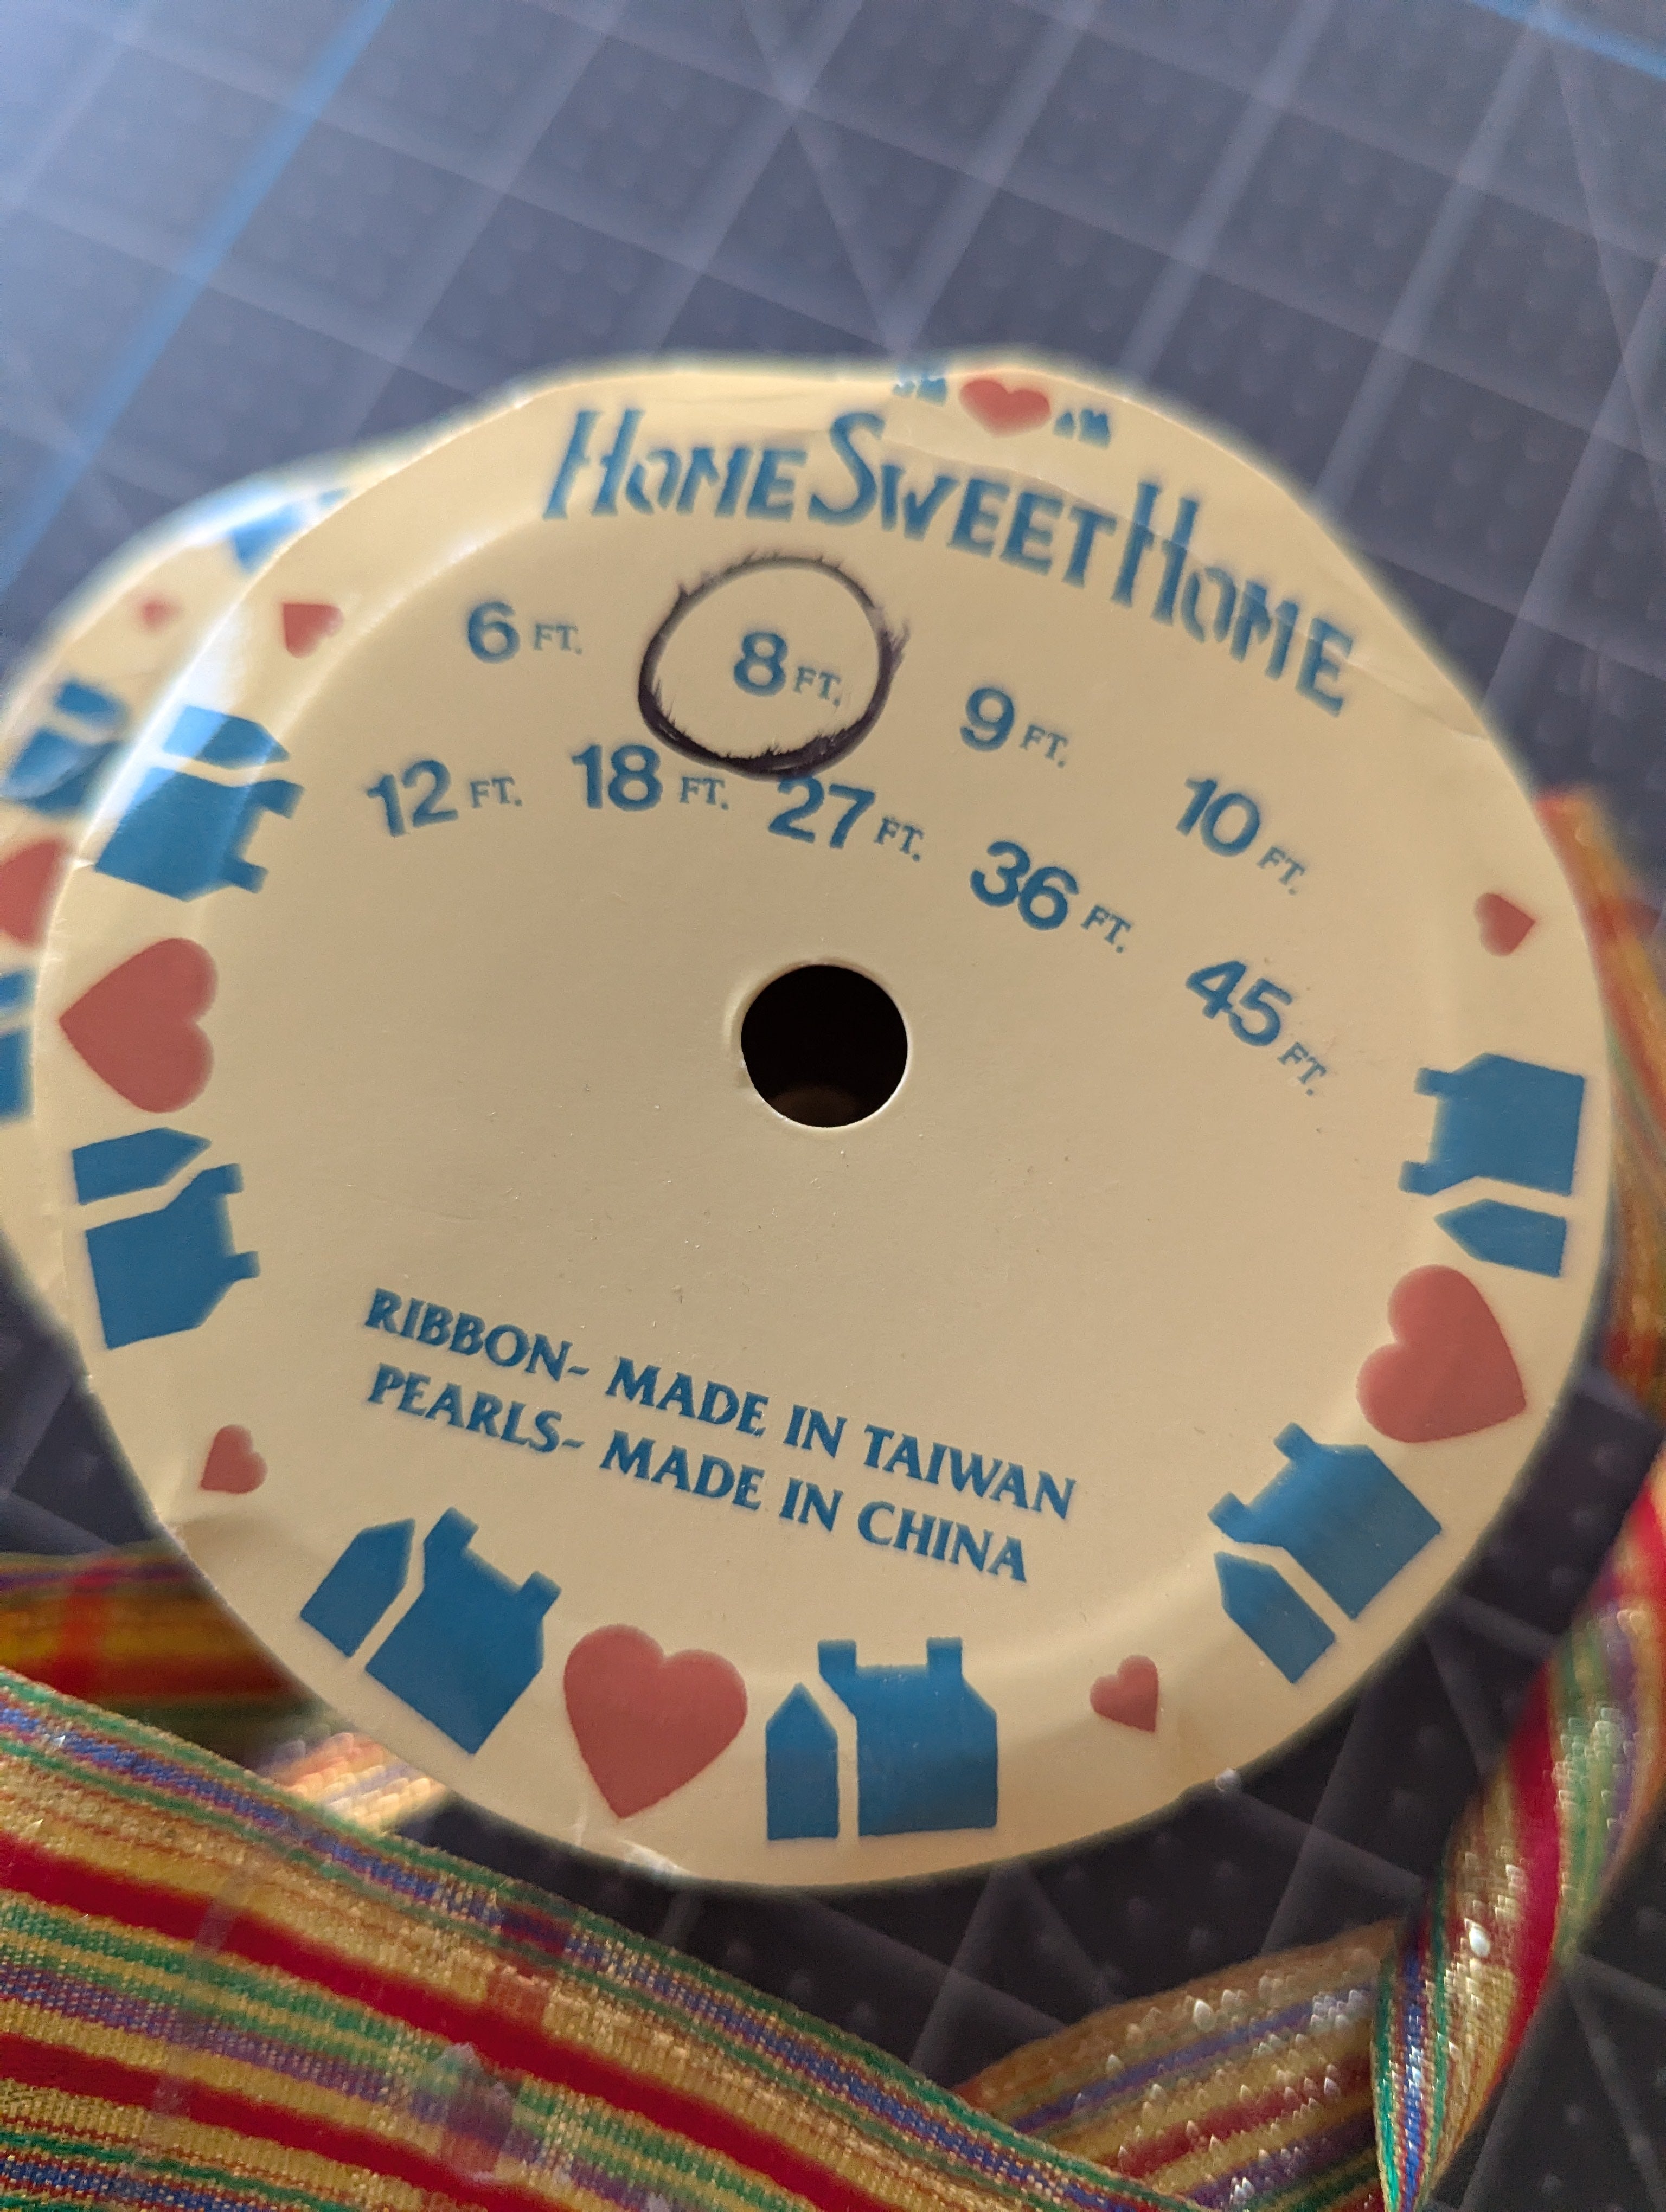 HOME SWEET HOME
6 FT. 8 FT. 9 FT. 10 FT.
12 FT. 18 FT. 27 FT. 36 FT. 45 FT.
RIBBON- MADE IN TAIWAN
PEARLS- MADE IN CHINA